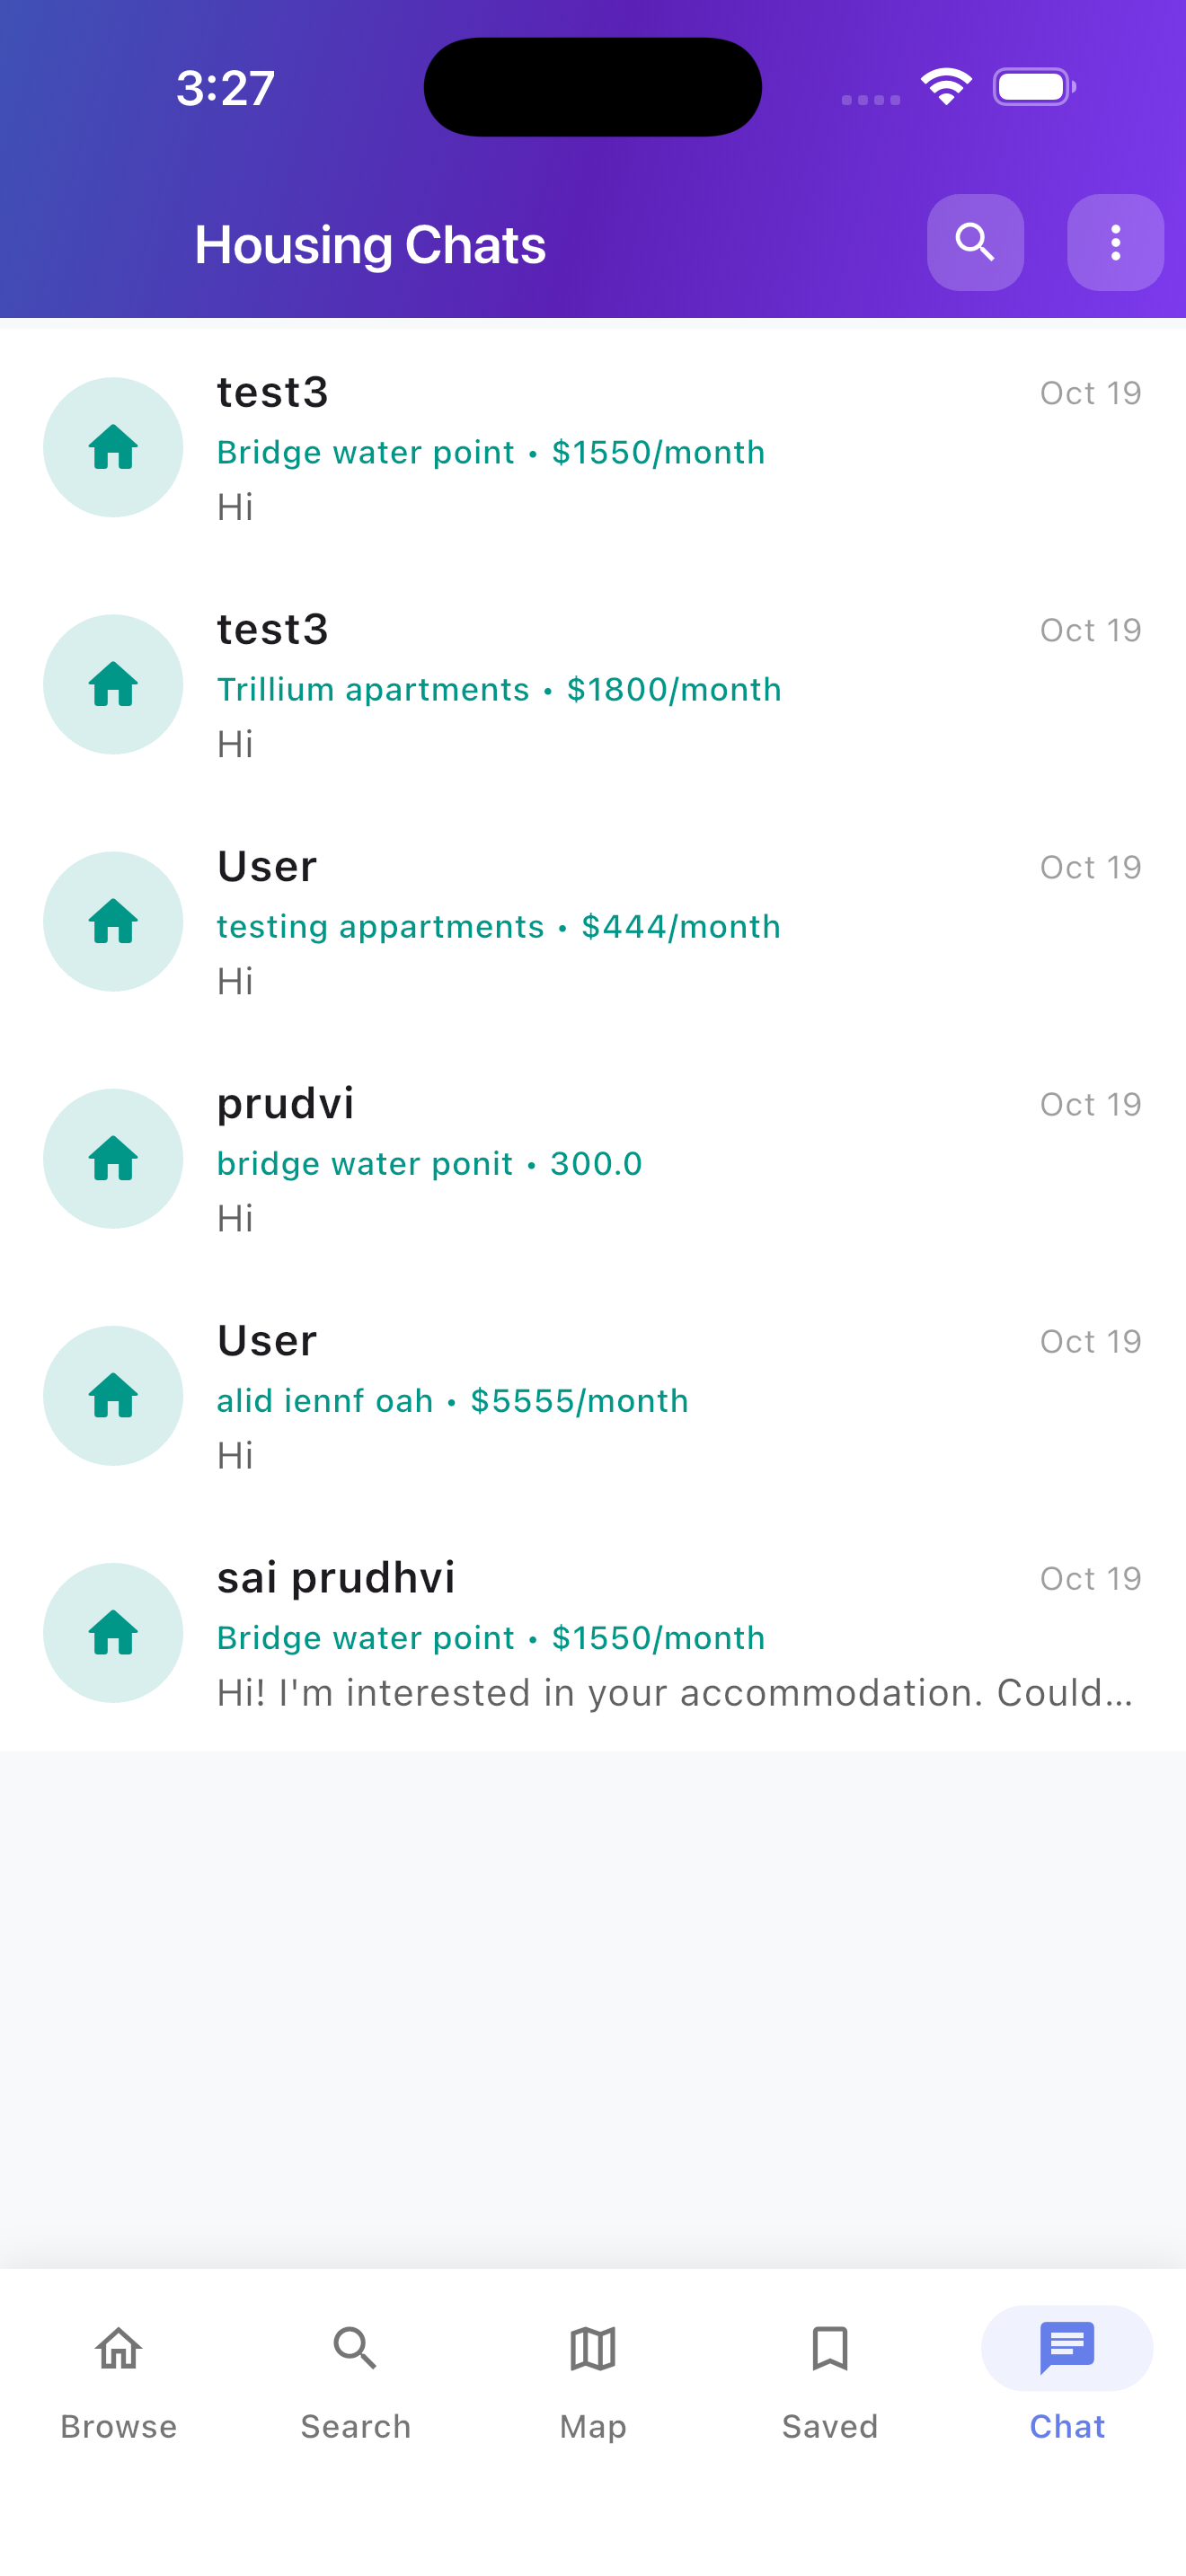 3:27
Housing Chats
test3 Oct 19
Bridge water point • $1550/month
Hi
test3 Oct 19
Trillium apartments • $1800/month
Hi
User Oct 19
testing appartments • $444/month
Hi
prudvi Oct 19
bridge water ponit • 300.0
Hi
User Oct 19
alid iennf oah • $5555/month
Hi
sai prudhvi Oct 19
Bridge water point • $1550/month
Hi! I'm interested in your accommodation. Could...
Browse Search Map Saved Chat